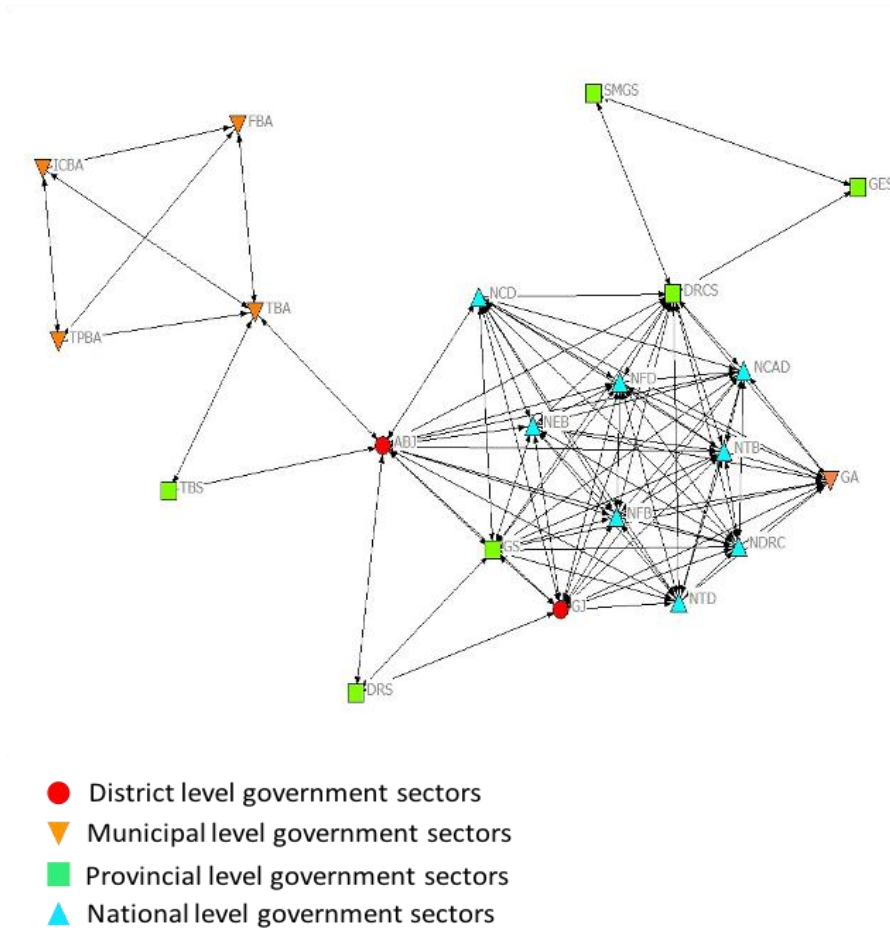 SMGS
FBA
ICBA
GES
NCD
DRCS
TBA
TPBA
NCAD
NFD
NEB
ABJ
NTB
GA
TBS
NFB
GS
NDRC
NTD
GJ
DRS
District level government sectors
Municipal level government sectors
Provincial level government sectors
National level government sectors